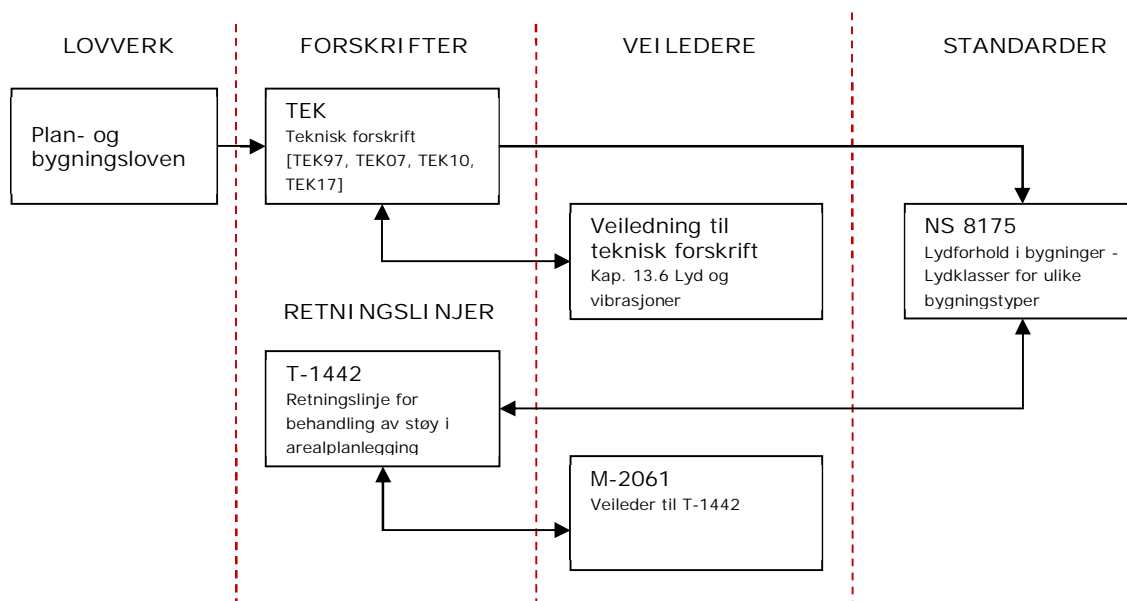 LOVVERK
FORSKRIFTER
VEILEDERE
STANDARDER
Plan- og
bygningsloven
TEK
Teknisk forskrift
[TEK97, TEK07, TEK10,
TEK17]
Veiledning til
teknisk forskrift
Kap. 13.6 Lyd og
vibrasjoner
NS 8175
Lydforhold i bygninger -
Lydklasser for ulike
bygningstyper
RETNINGSLINJER
T-1442
Retningslinje for
behandling av støy i
arealplanlegging
M-2061
Veileder til T-1442